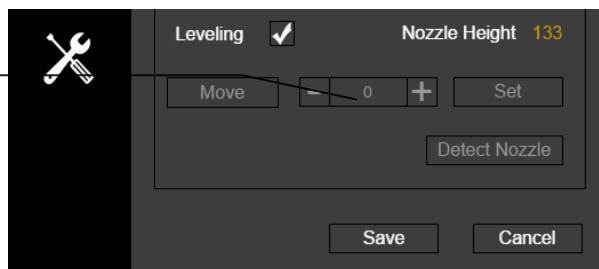 Leveling ✓ Nozzle Height 133
Move - 0 + Set
Detect Nozzle
Save Cancel